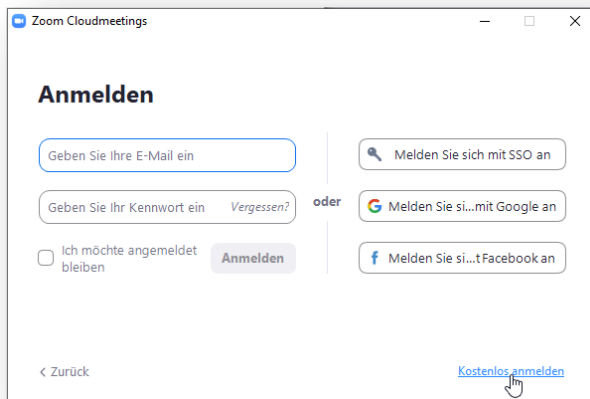 Zoom Cloudmeetings
Anmelden
Geben Sie Ihre E-Mail ein
Geben Sie Ihr Kennwort ein Vergessen?
Ich möchte angemeldet
bleiben
Anmelden
oder
Melden Sie sich mit SSO an
Melden Sie si...mit Google an
Melden Sie si...t Facebook an
< Zurück
Kostenlos anmelden